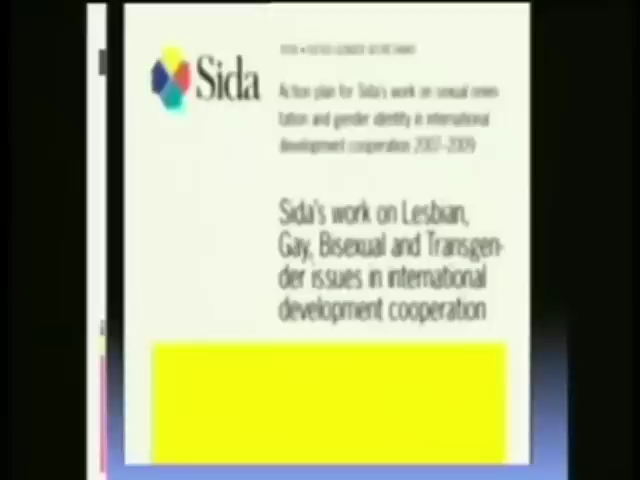 Sida
Action plan for Sida's work on sexual orien-
tation and gender identity in international
development cooperation 2007–2009
Sida's work on Lesbian,
Gay, Bisexual and Transgen-
der issues in international
development cooperation